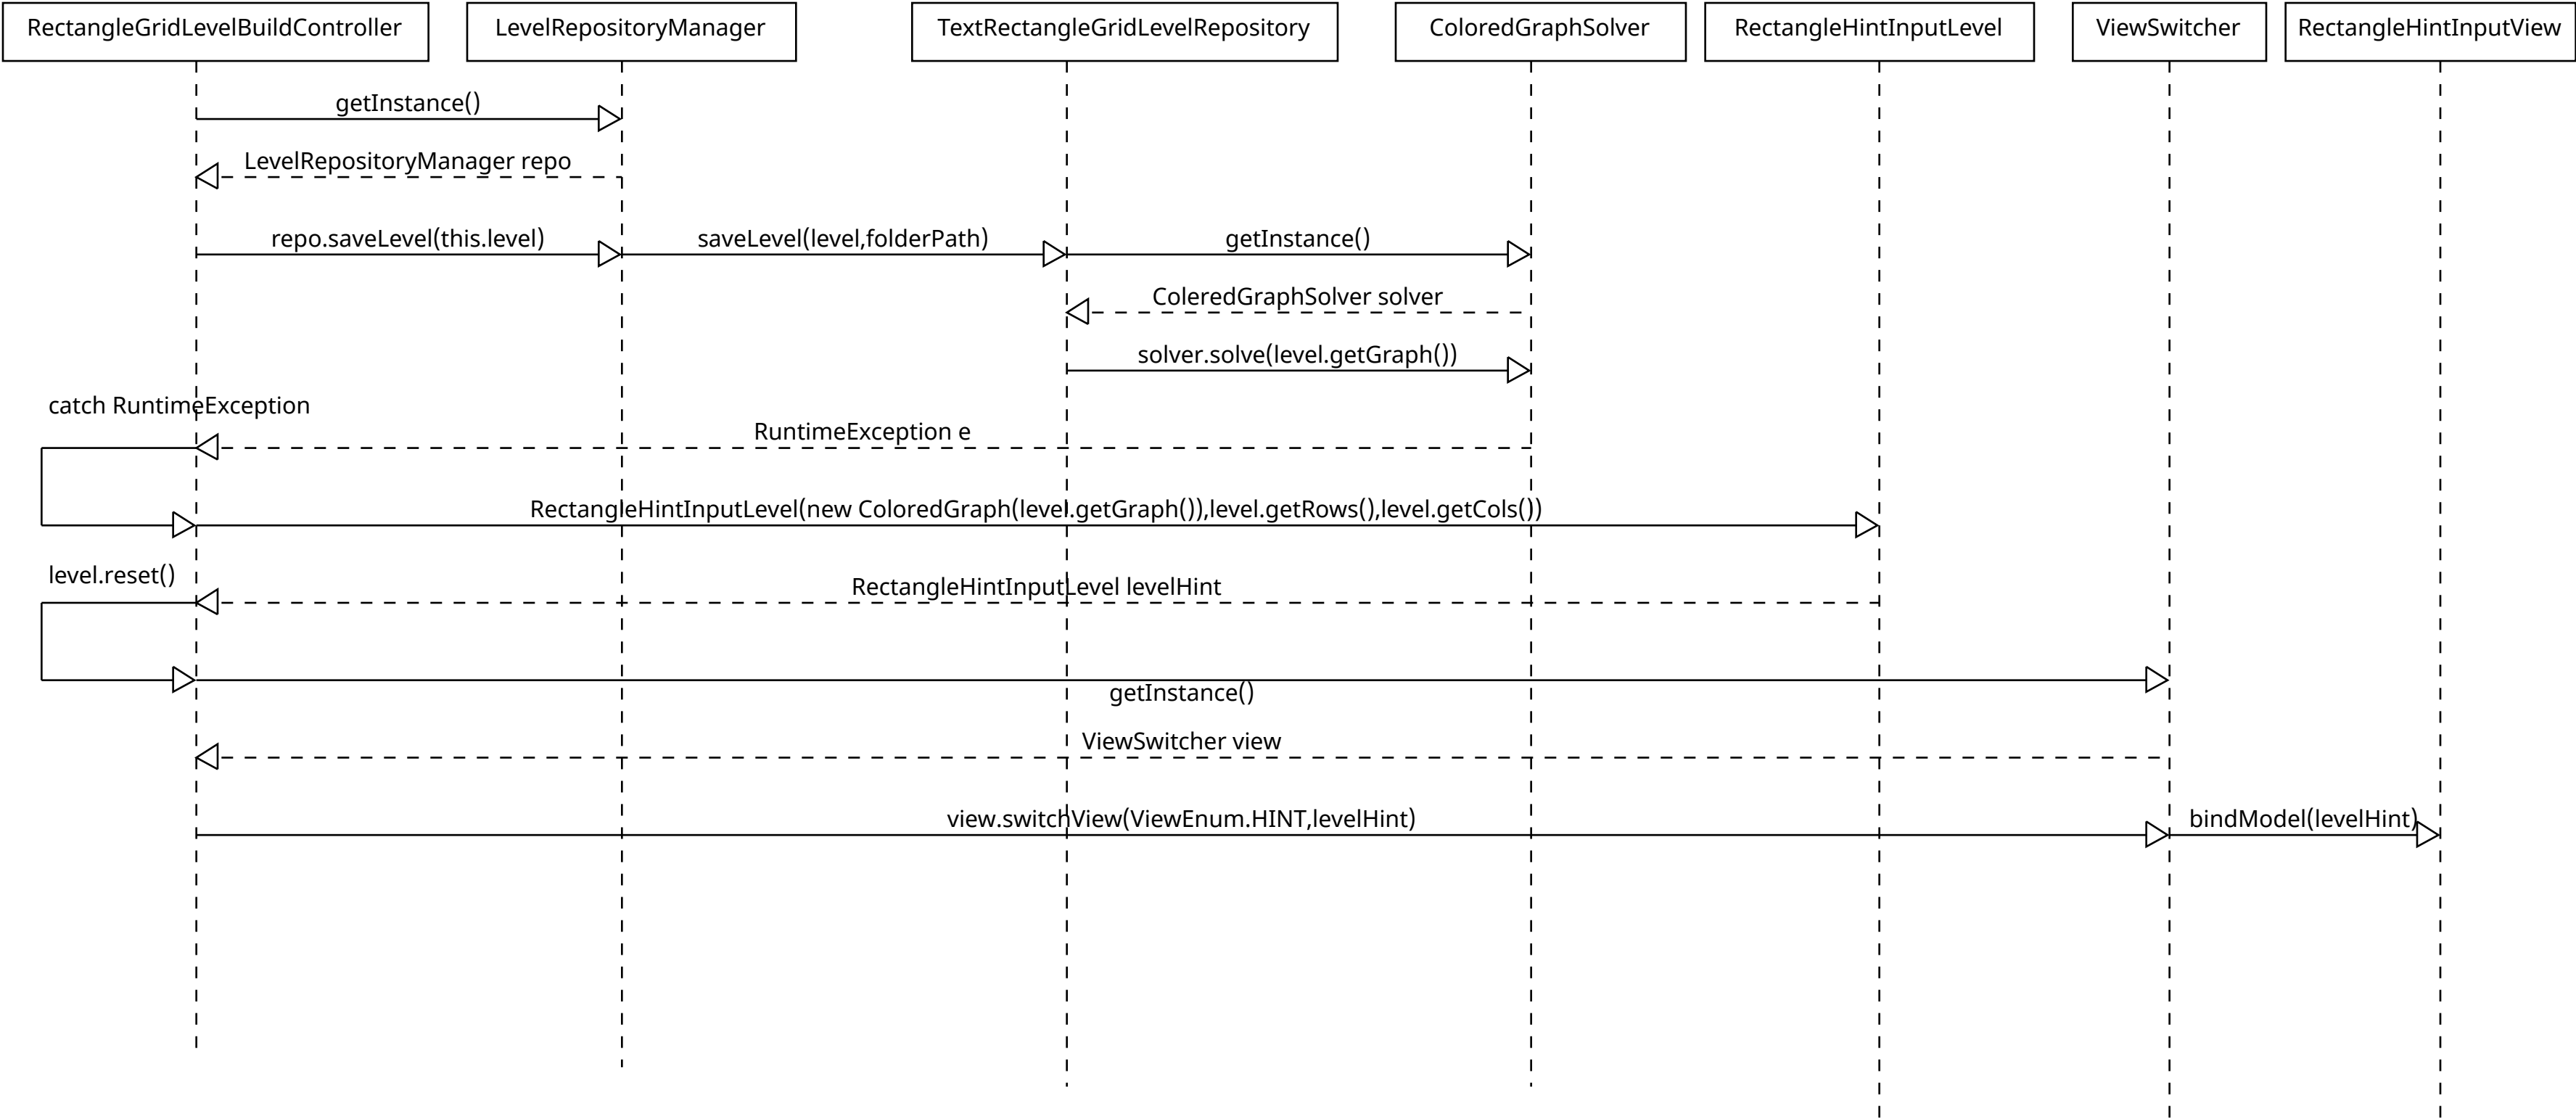 RectangleGridLevelBuildController
LevelRepositoryManager
TextRectangleGridLevelRepository
ColoredGraphSolver
RectangleHintInputLevel
ViewSwitcher
RectangleHintInputView
getInstance()
LevelRepositoryManager repo
repo.saveLevel(this.level)
saveLevel(level,folderPath)
getInstance()
ColeredGraphSolver solver
solver.solve(level.getGraph())
catch RuntimeException
RuntimeException e
RectangleHintInputLevel(new ColoredGraph(level.getGraph()),level.getRows(),level.getCols())
level.reset()
RectangleHintInputLevel levelHint
getInstance()
ViewSwitcher view
view.switchView(ViewEnum.HINT,levelHint)
bindModel(levelHint)